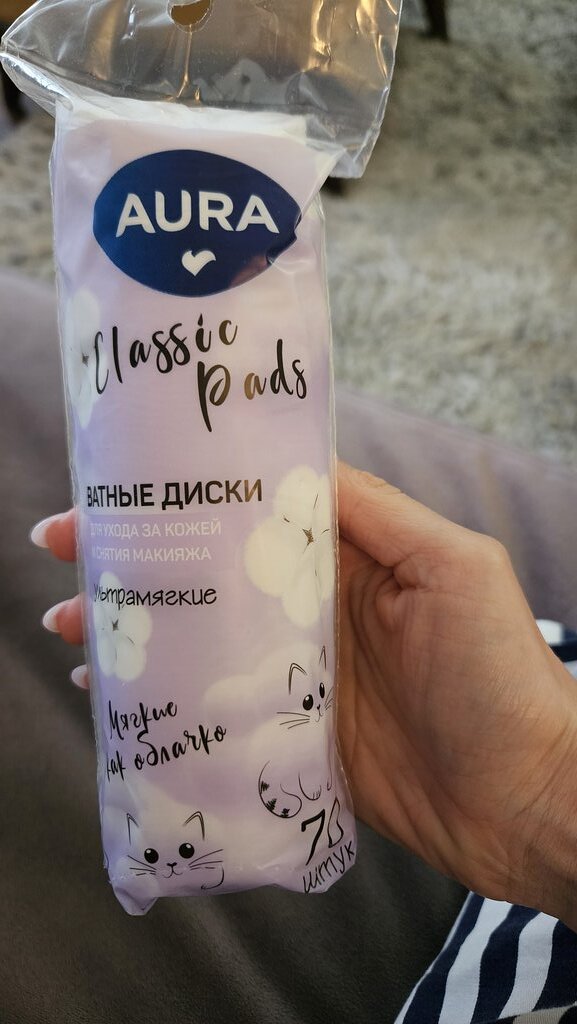 AURA
Classic
Pads
ВАТНЫЕ ДИСКИ
ДЛЯ УХОДА ЗА КОЖЕЙ
И СНЯТИЯ МАКИЯЖА
ультрамягкие
Мягкие
как облачко
70
штук